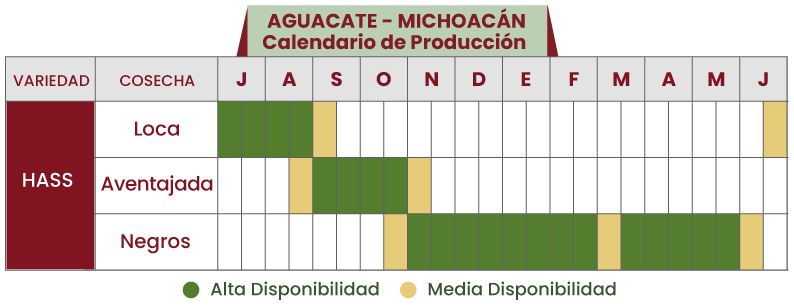 AGUACATE - MICHOACÁN
Calendario de Producción
VARIEDAD COSECHA J A S O N D E F M A M J
Loca
HASS Aventajada
Negros
Alta Disponibilidad Media Disponibilidad